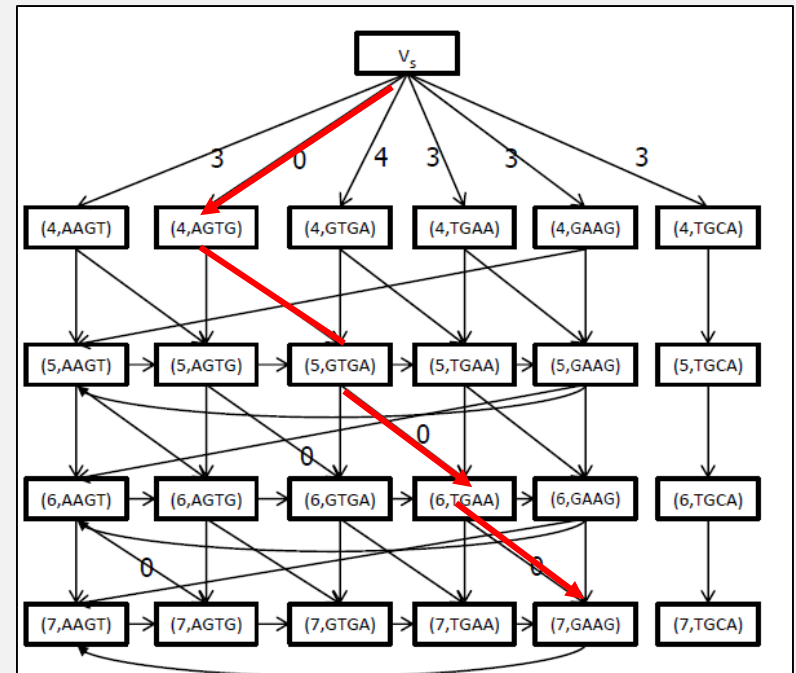 Vs
3 0 4 3 3 3
(4,AAGT) (4,AGTG) (4,GTGA) (4,TGAA) (4,GAAG) (4,TGCA)
(5,AAGT) (5,AGTG) (5,GTGA) (5,TGAA) (5,GAAG) (5,TGCA)
0
0
(6,AAGT) (6,AGTG) (6,GTGA) (6,TGAA) (6,GAAG) (6,TGCA)
0 0
(7,AAGT) (7,AGTG) (7,GTGA) (7,TGAA) (7,GAAG) (7,TGCA)